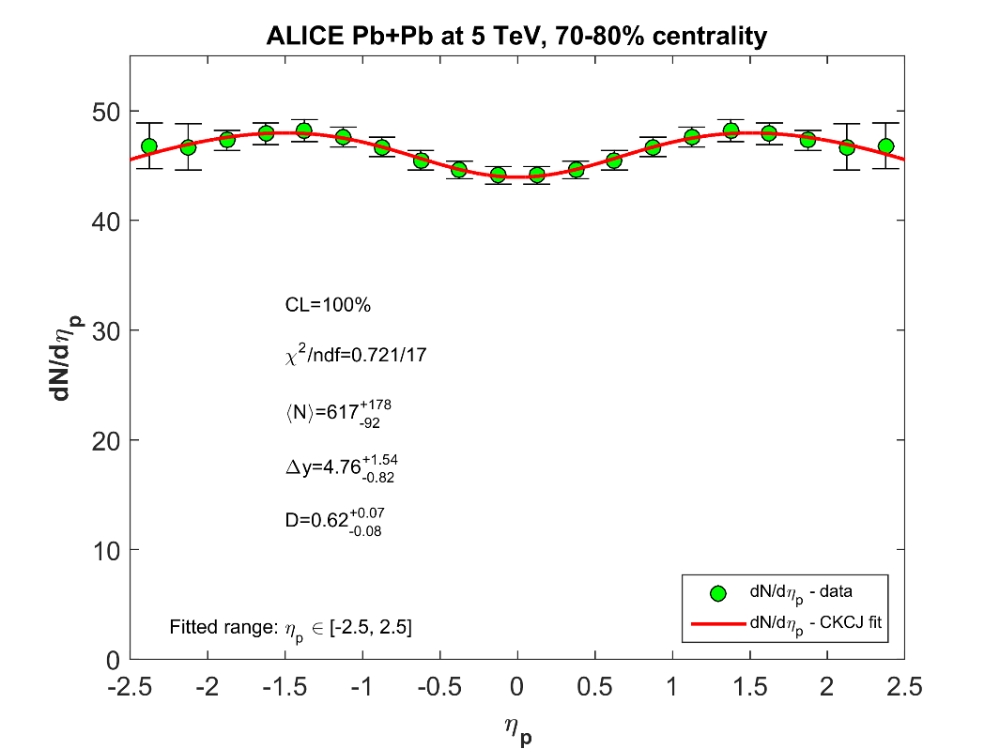 ALICE Pb+Pb at 5 TeV, 70-80% centrality
dN/dηp
50
40
30
20
10
0
CL=100%
χ²/ndf=0.721/17
⟨N⟩=617+178-92
Δy=4.76+1.54-0.82
D=0.62+0.07-0.08
Fitted range: ηp ∈ [-2.5, 2.5]
dN/dηp - data
dN/dηp - CKCJ fit
-2.5 -2 -1.5 -1 -0.5 0 0.5 1 1.5 2 2.5
ηp